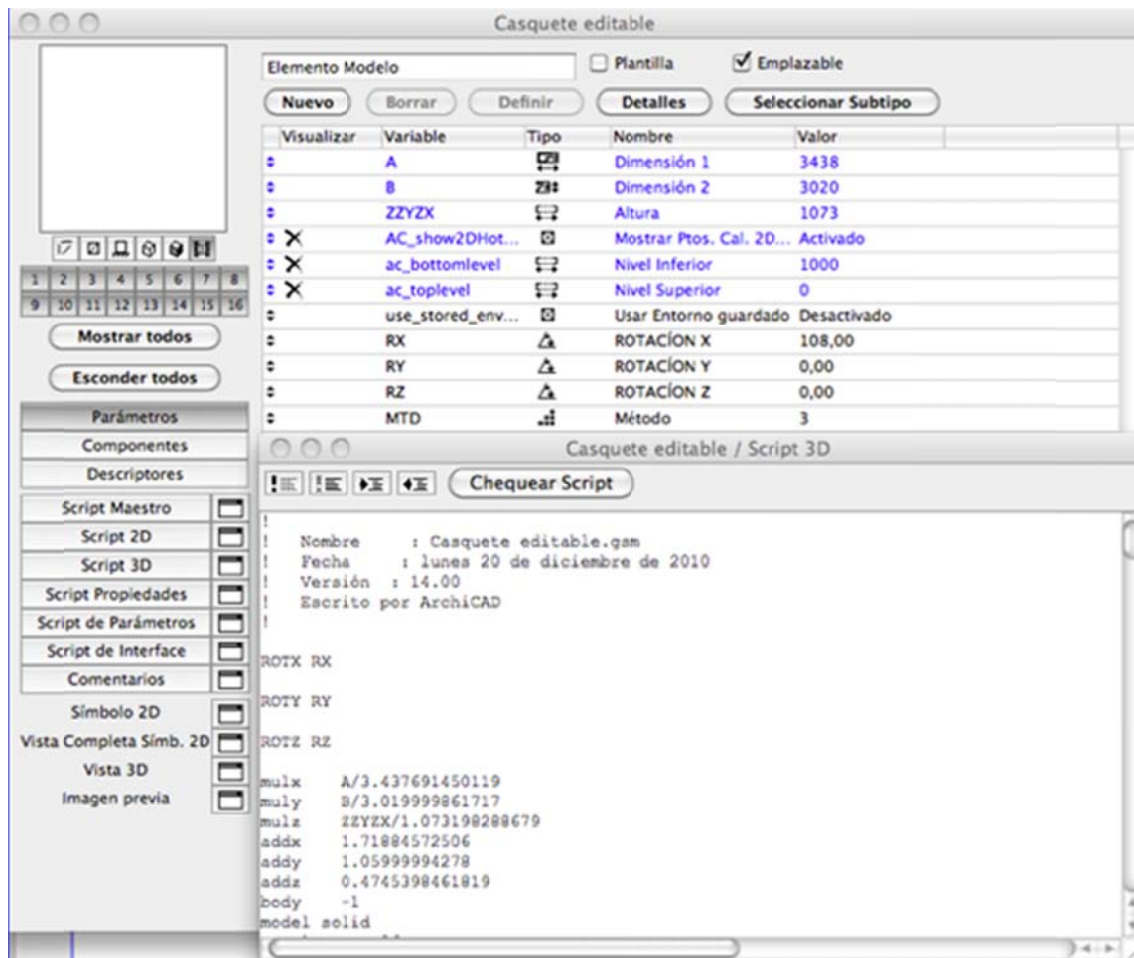 Casquete editable
Elemento Modelo
Plantilla
Emplazable
Nuevo
Borrar
Definir
Detalles
Seleccionar Subtipo
Visualizar Variable Tipo Nombre Valor
A Dimensión 1 3438
B Dimensión 2 3020
ZZYZX Altura 1073
AC_show2DHot... Mostrar Ptos. Cal. 2D... Activado
ac_bottomlevel Nivel Inferior 1000
ac_toplevel Nivel Superior 0
use_stored_env... Usar Entorno guardado Desactivado
RX ROTACÍON X 108,00
RY ROTACÍON Y 0,00
RZ ROTACÍON Z 0,00
MTD Método 3
1 2 3 4 5 6 7 8
9 10 11 12 13 14 15 16
Mostrar todos
Esconder todos
Parámetros
Componentes
Descriptores
Script Maestro
Script 2D
Script 3D
Script Propiedades
Script de Parámetros
Script de Interface
Comentarios
Símbolo 2D
Vista Completa Símb. 2D
Vista 3D
Imagen previa
Casquete editable / Script 3D
Chequear Script
!
! Nombre : Casquete editable.gsm
! Fecha : lunes 20 de diciembre de 2010
! Versión : 14.00
! Escrito por ArchiCAD
!
ROTX RX
ROTY RY
ROTZ RZ
mulx A/3.437691450119
muly B/3.019999861717
mulz ZZYZX/1.073198288679
addx 1.71884572506
addy 1.05999994278
addz 0.4745398461819
body -1
model solid